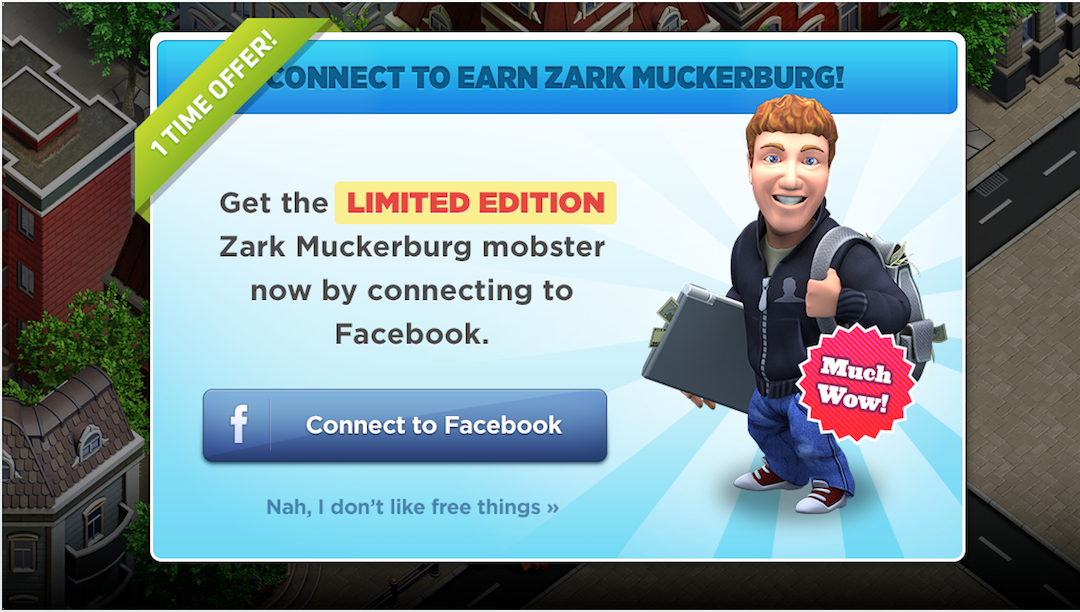 1 TIME OFFER!
CONNECT TO EARN ZARK MUCKERBURG!
Get the LIMITED EDITION
Zark Muckerburg mobster
now by connecting to
Facebook.
f Connect to Facebook
Nah, I don’t like free things »
Much
Wow!